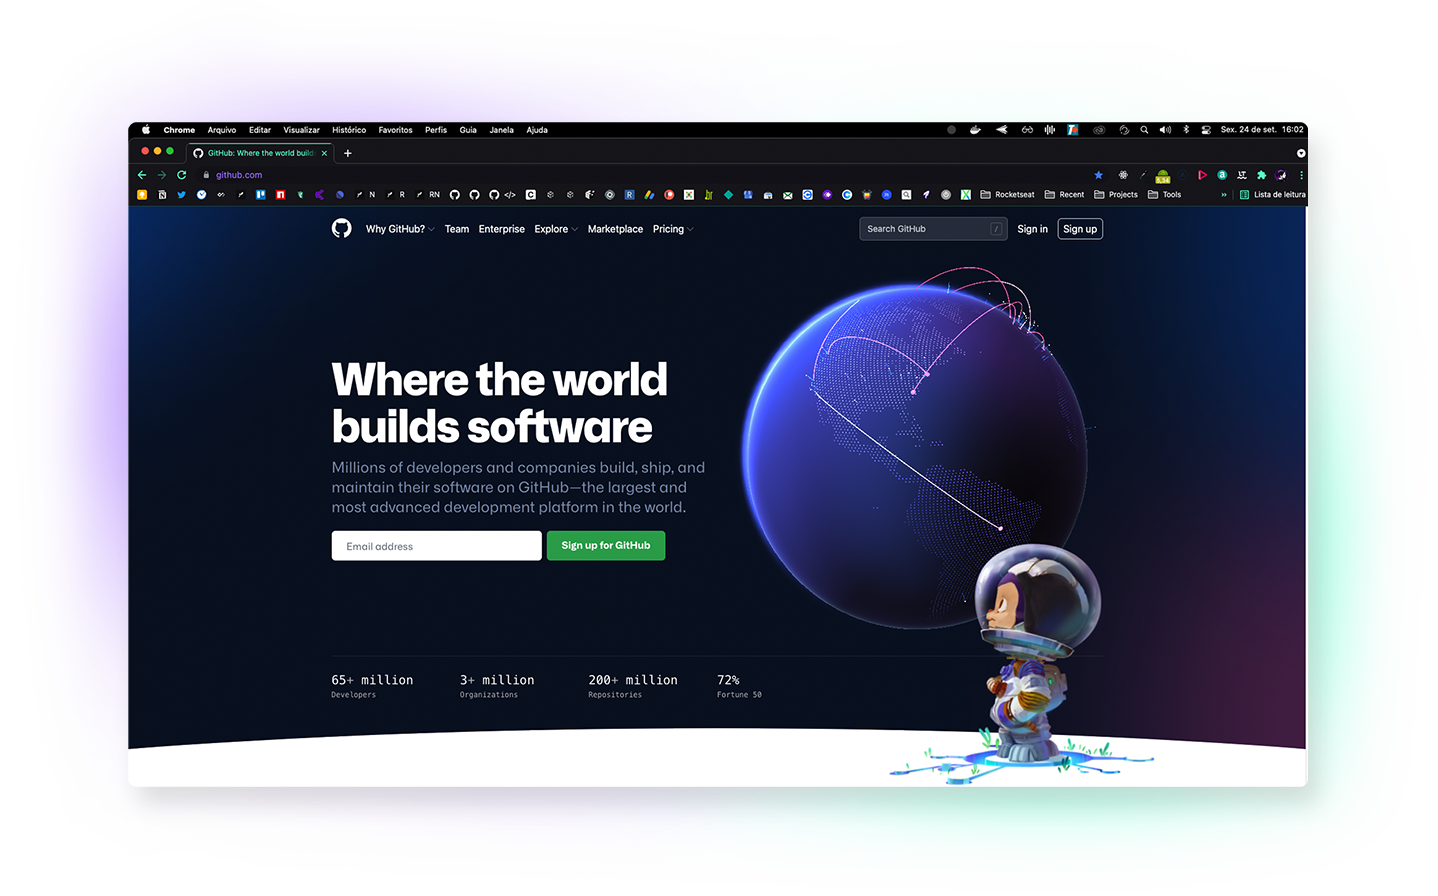 Chrome Arquivo Editar Visualizar Histórico Favoritos Perfis Guia Janela Ajuda Sex. 24 de set. 16:02
GitHub: Where the world builds
github.com
N R RN </> Rocketseat Recent Projects Tools » Lista de leitura
Why GitHub? Team Enterprise Explore Marketplace Pricing Search GitHub / Sign in Sign up
Where the world
builds software
Millions of developers and companies build, ship, and
maintain their software on GitHub—the largest and
most advanced development platform in the world.
Email address Sign up for GitHub
65+ million 3+ million 200+ million 72%
Developers Organizations Repositories Fortune 50